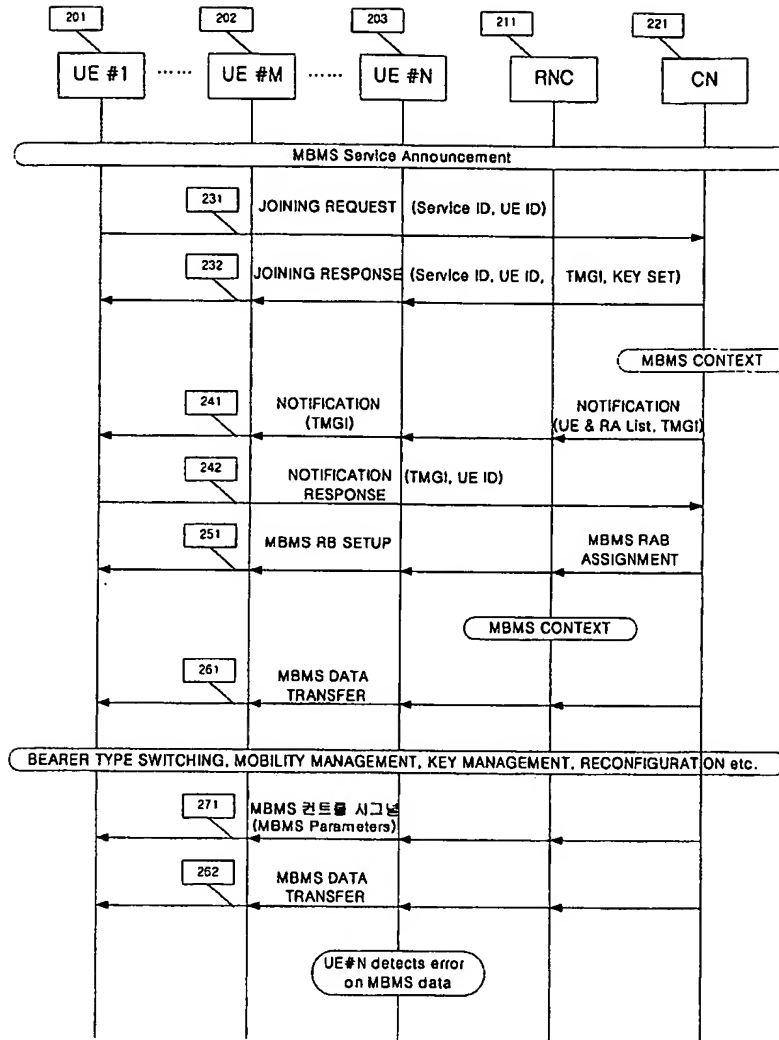 201
202
203
211
221
UE #1 ...... UE #M ...... UE #N
RNC
CN
MBMS Service Announcement
231
JOINING REQUEST (Service ID, UE ID)
232
JOINING RESPONSE (Service ID, UE ID, TMGI, KEY SET)
MBMS CONTEXT
241
NOTIFICATION
(TMGI)
NOTIFICATION
(UE & RA List, TMGI)
242
NOTIFICATION (TMGI, UE ID)
RESPONSE
251
MBMS RB SETUP
MBMS RAB
ASSIGNMENT
MBMS CONTEXT
261
MBMS DATA
TRANSFER
BEARER TYPE SWITCHING, MOBILITY MANAGEMENT, KEY MANAGEMENT, RECONFIGURATION etc.
271
MBMS 컨트롤 시그널
(MBMS Parameters)
262
MBMS DATA
TRANSFER
UE#N detects error
on MBMS data